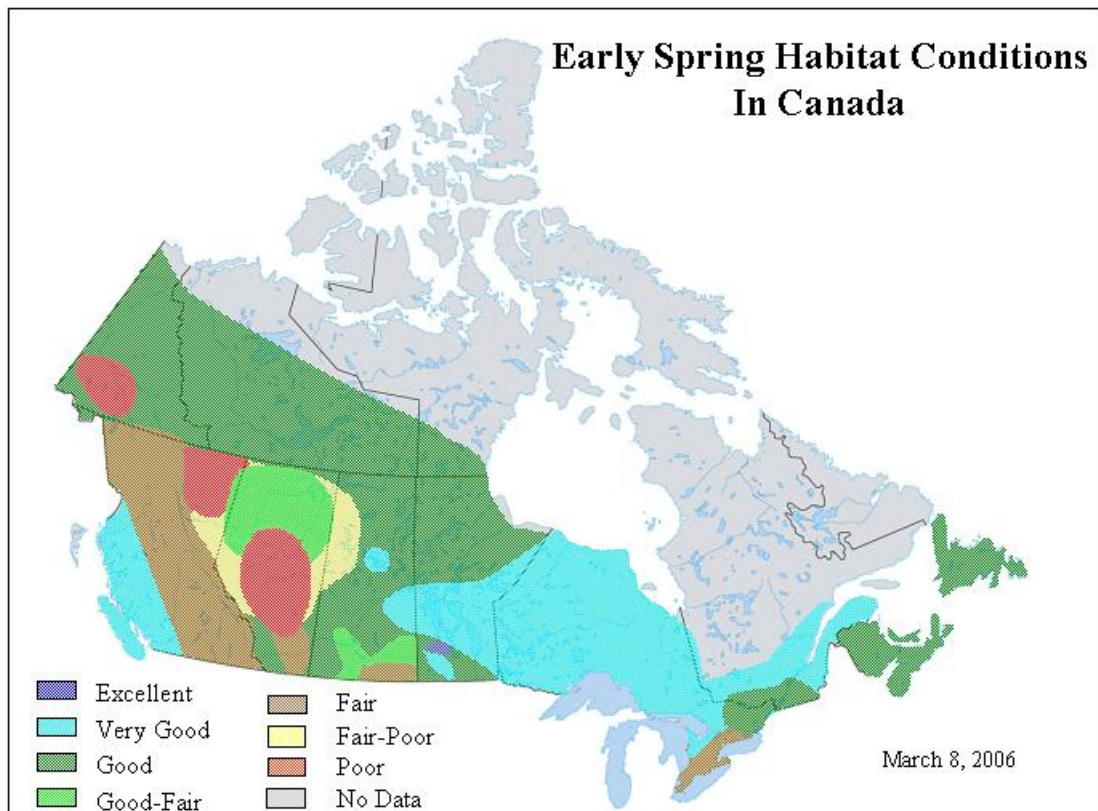 Early Spring Habitat Conditions
In Canada
Excellent
Very Good
Good
Good-Fair
Fair
Fair-Poor
Poor
No Data
March 8, 2006